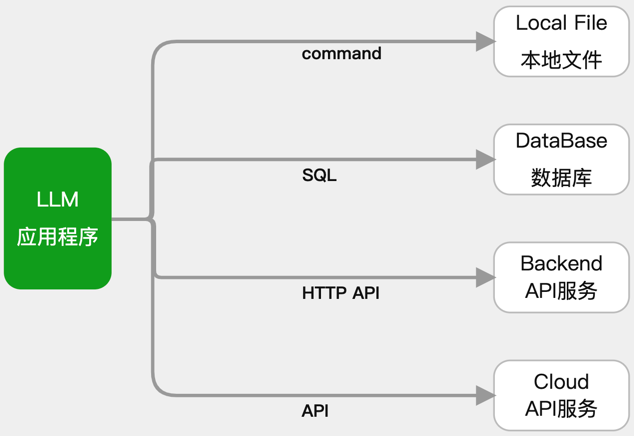 Local File
本地文件
command
DataBase
数据库
SQL
LLM
应用程序
Backend
API服务
HTTP API
Cloud
API服务
API